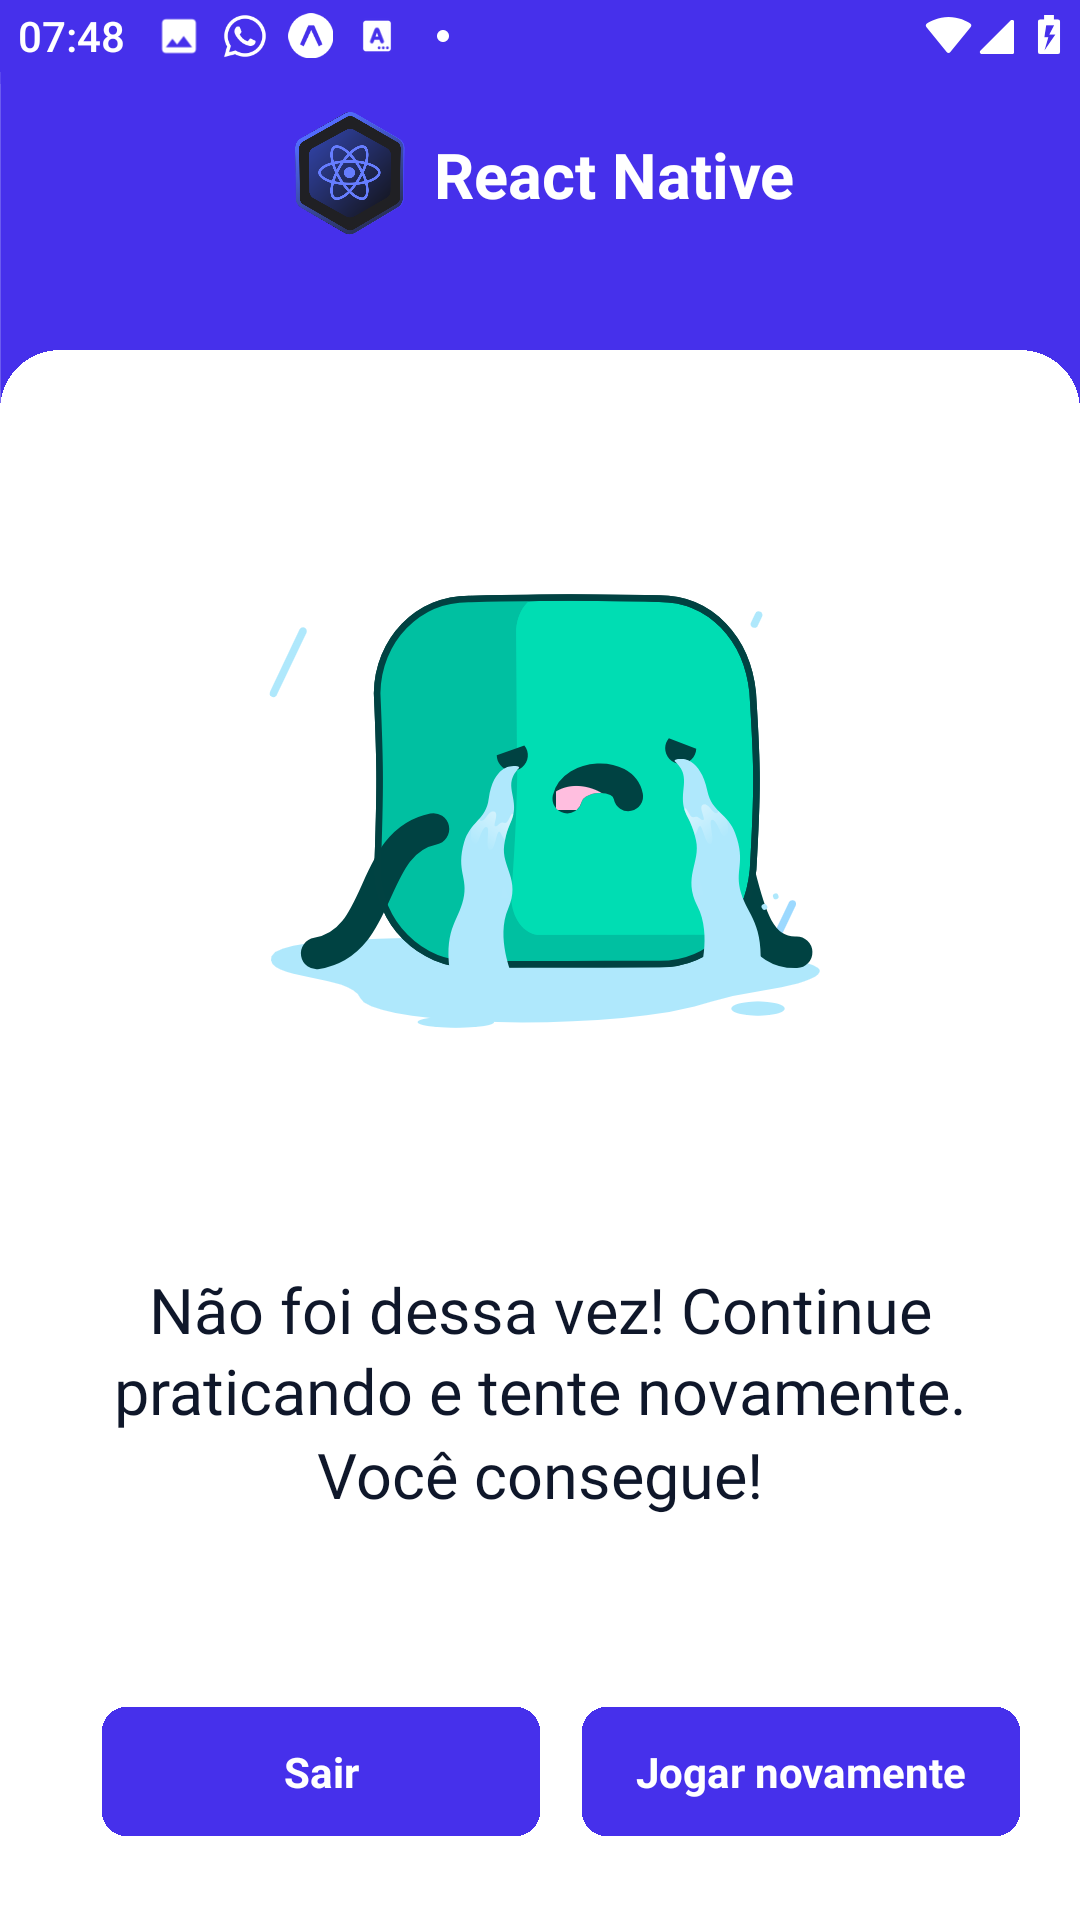 07:48
React Native
Não foi dessa vez! Continue
praticando e tente novamente.
Você consegue!
Sair
Jogar novamente